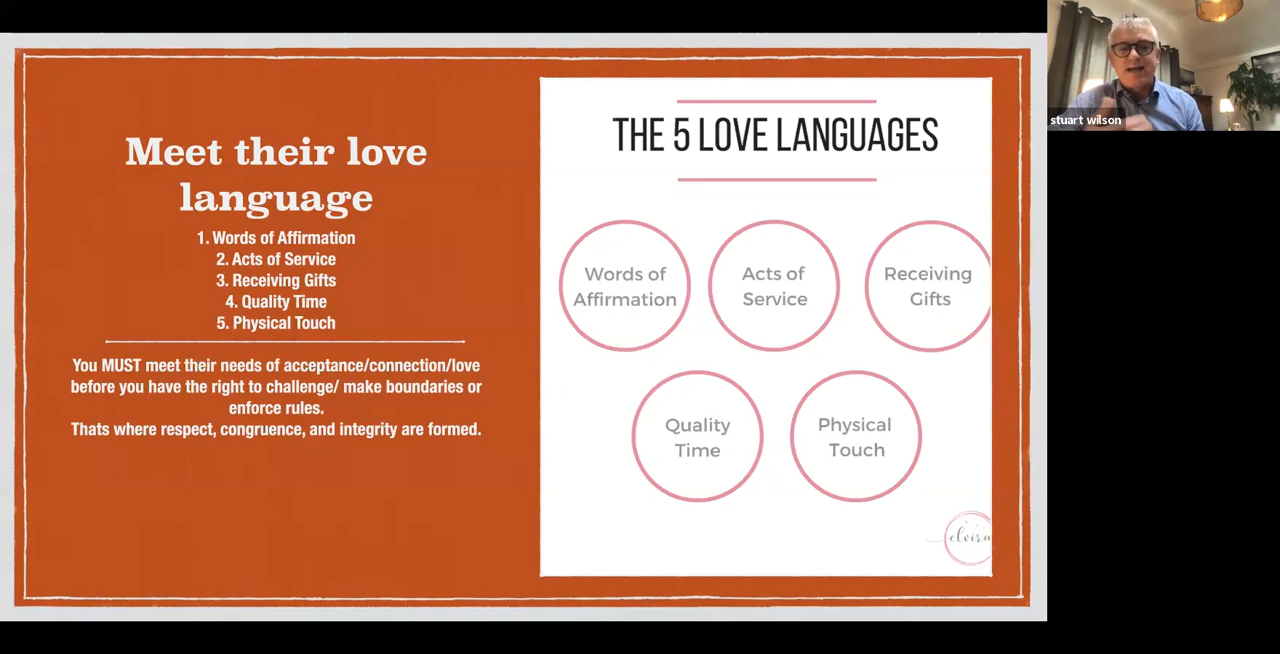 Meet their love
language
1. Words of Affirmation
2. Acts of Service
3. Receiving Gifts
4. Quality Time
5. Physical Touch
You MUST meet their needs of acceptance/connection/love
before you have the right to challenge/ make boundaries or
enforce rules.
Thats where respect, congruence, and integrity are formed.
THE 5 LOVE LANGUAGES
Words of
Affirmation
Acts of
Service
Receiving
Gifts
Quality
Time
Physical
Touch
stuart wilson